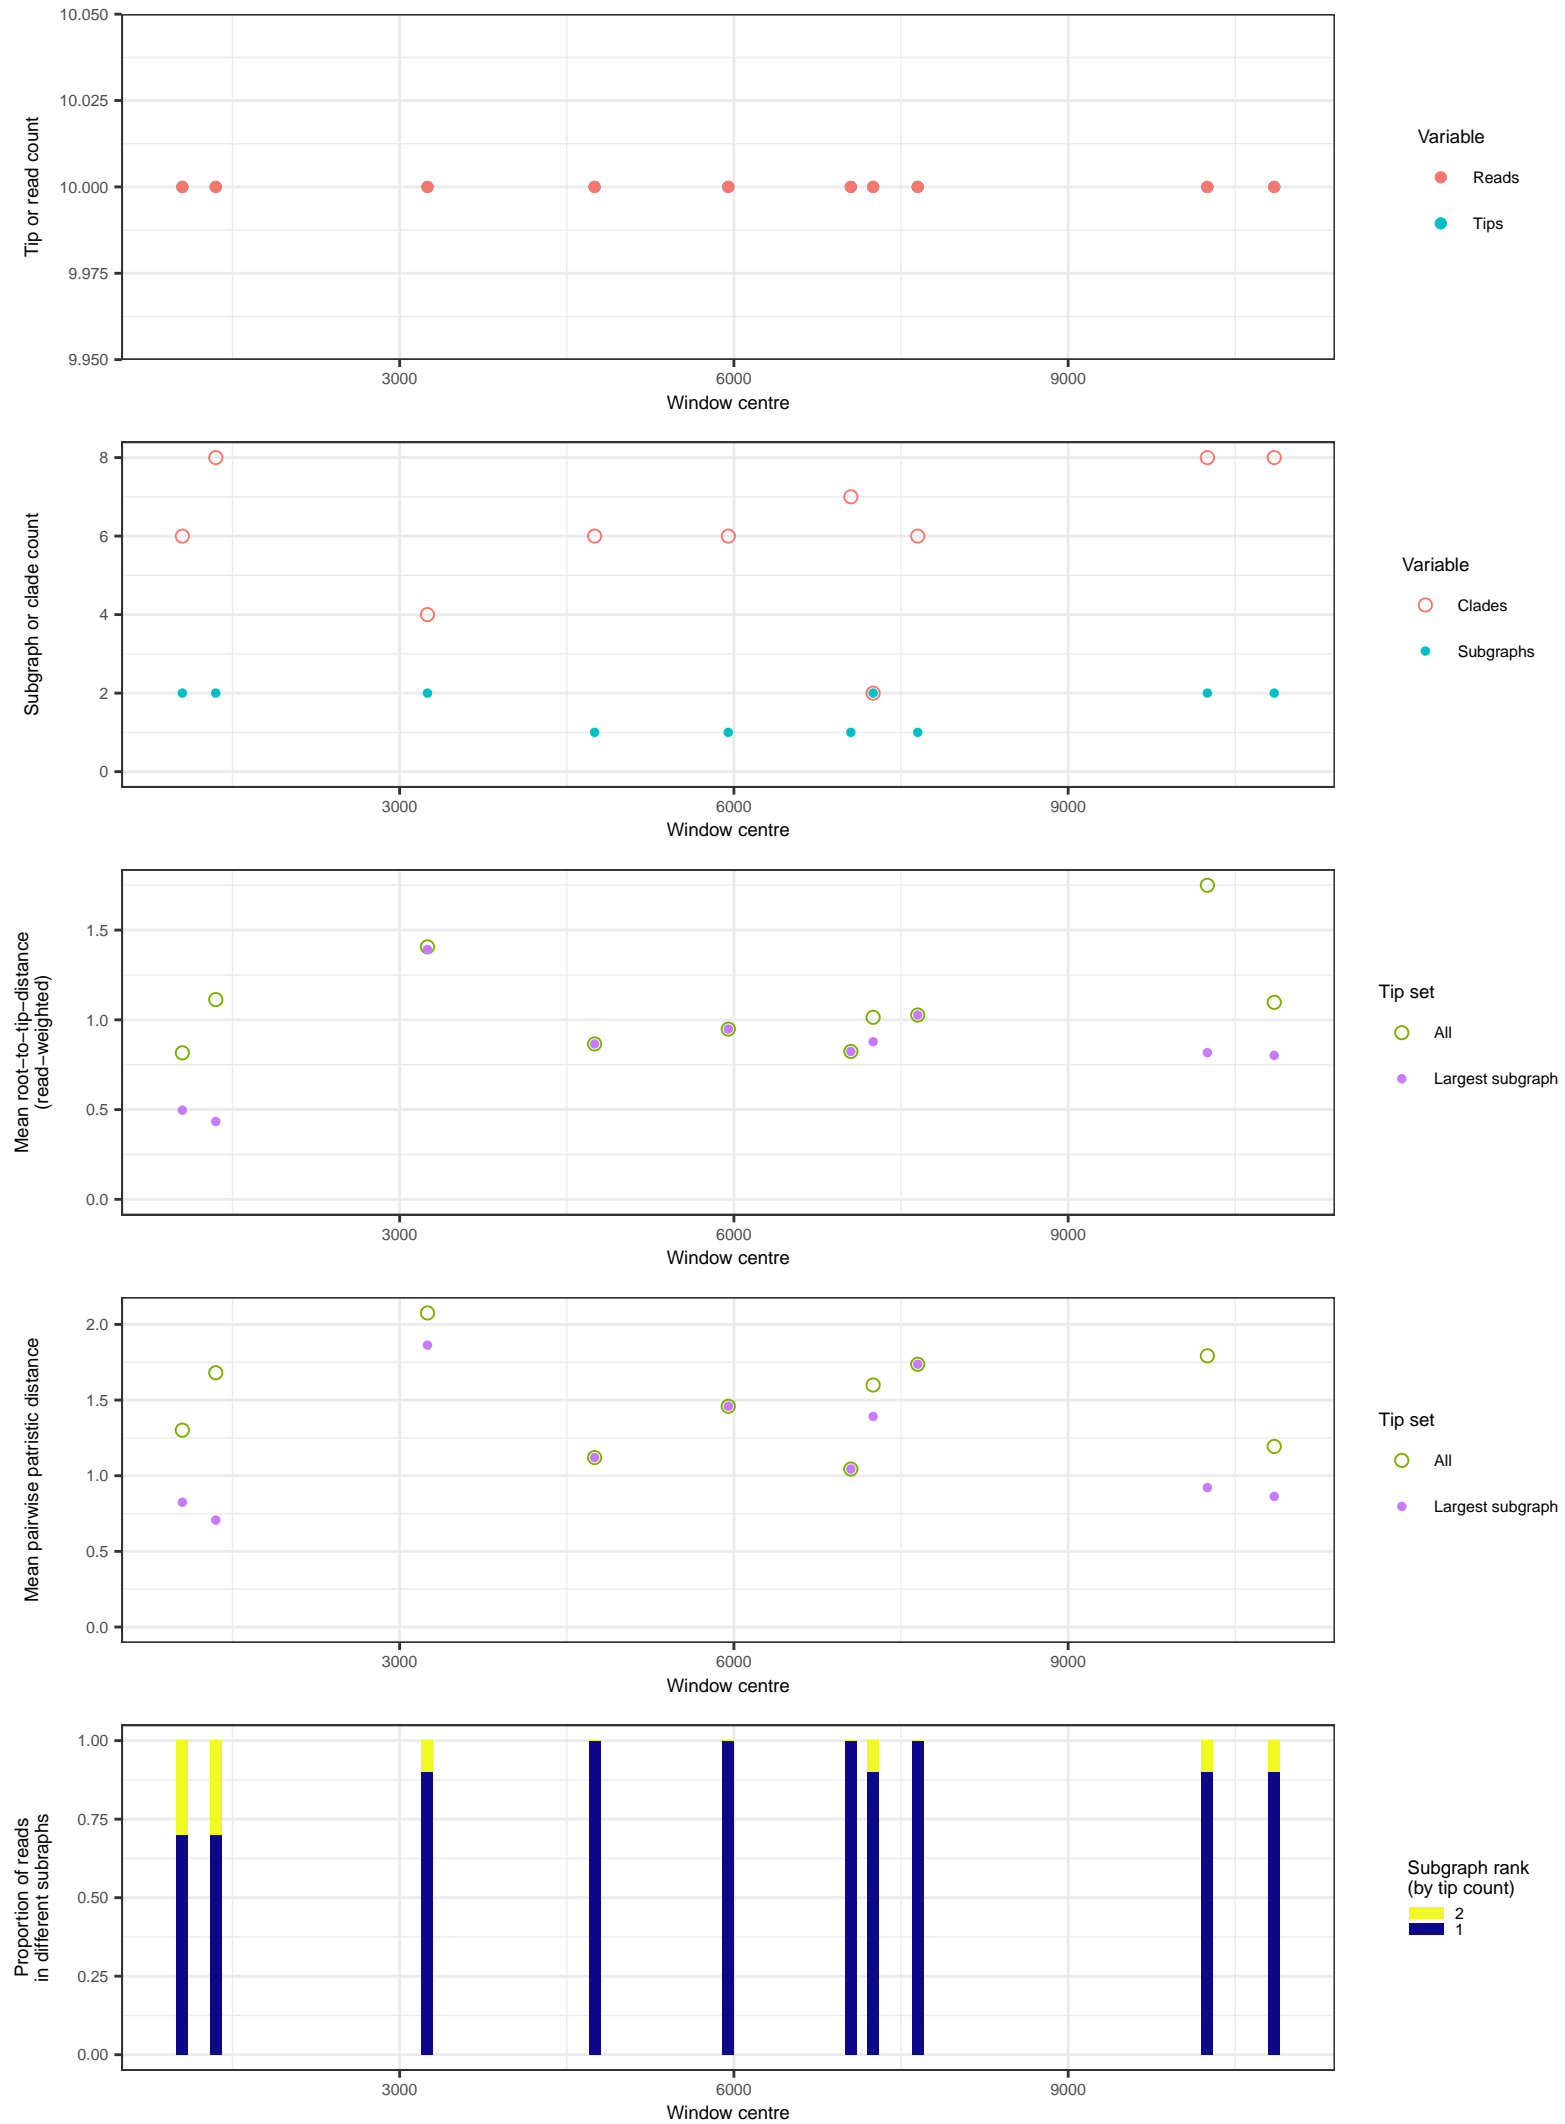 10.050
10.025
10.000
9.975
9.950
Tip or read count
3000
6000
9000
Window centre
Variable
Reads
Tips
8
6
4
2
0
Subgraph or clade count
3000
6000
9000
Window centre
Variable
Clades
Subgraphs
1.5
1.0
0.5
0.0
Mean root−to−tip−distance
(read−weighted)
3000
6000
9000
Window centre
Tip set
All
Largest subgraph
2.0
1.5
1.0
0.5
0.0
Mean pairwise patristic distance
3000
6000
9000
Window centre
Tip set
All
Largest subgraph
1.00
0.75
0.50
0.25
0.00
Proportion of reads
in different subraphs
3000
6000
9000
Window centre
Subgraph rank
(by tip count)
2
1